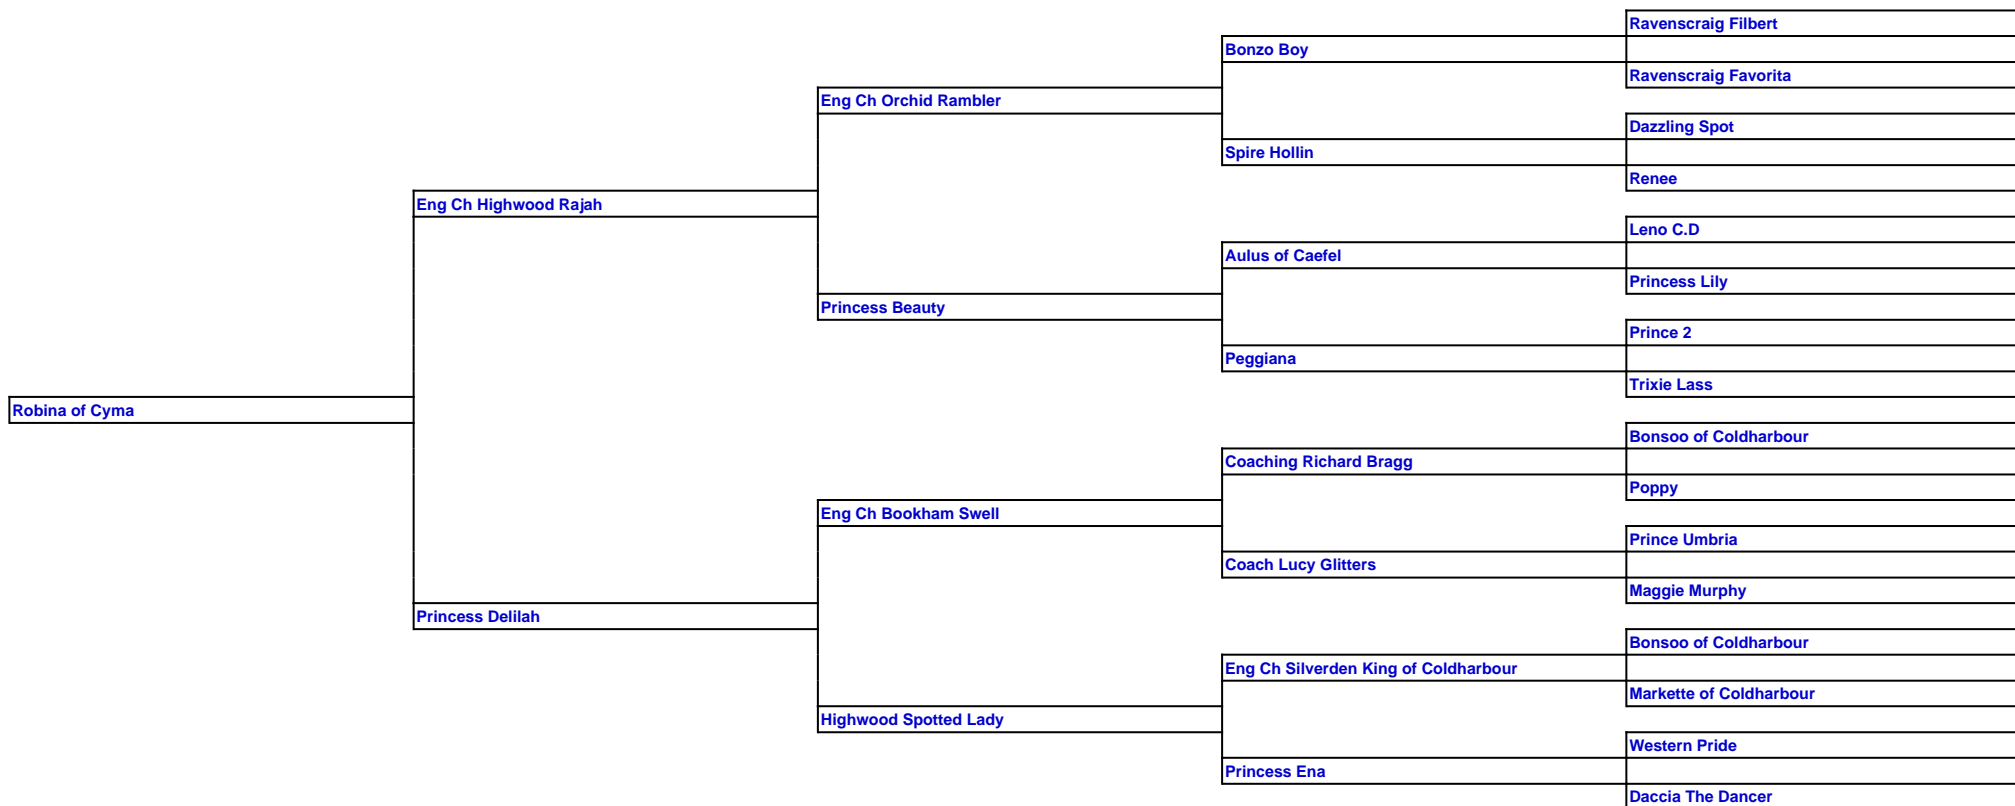 Ravenscraig Filbert
Bonzo Boy
Ravenscraig Favorita
Eng Ch Orchid Rambler
Dazzling Spot
Spire Hollin
Renee
Eng Ch Highwood Rajah
Leno C.D
Aulus of Caefel
Princess Lily
Princess Beauty
Prince 2
Peggiana
Trixie Lass
Robina of Cyma
Bonsoo of Coldharbour
Coaching Richard Bragg
Poppy
Eng Ch Bookham Swell
Prince Umbria
Coach Lucy Glitters
Maggie Murphy
Princess Delilah
Bonsoo of Coldharbour
Eng Ch Silverden King of Coldharbour
Markette of Coldharbour
Highwood Spotted Lady
Western Pride
Princess Ena
Daccia The Dancer